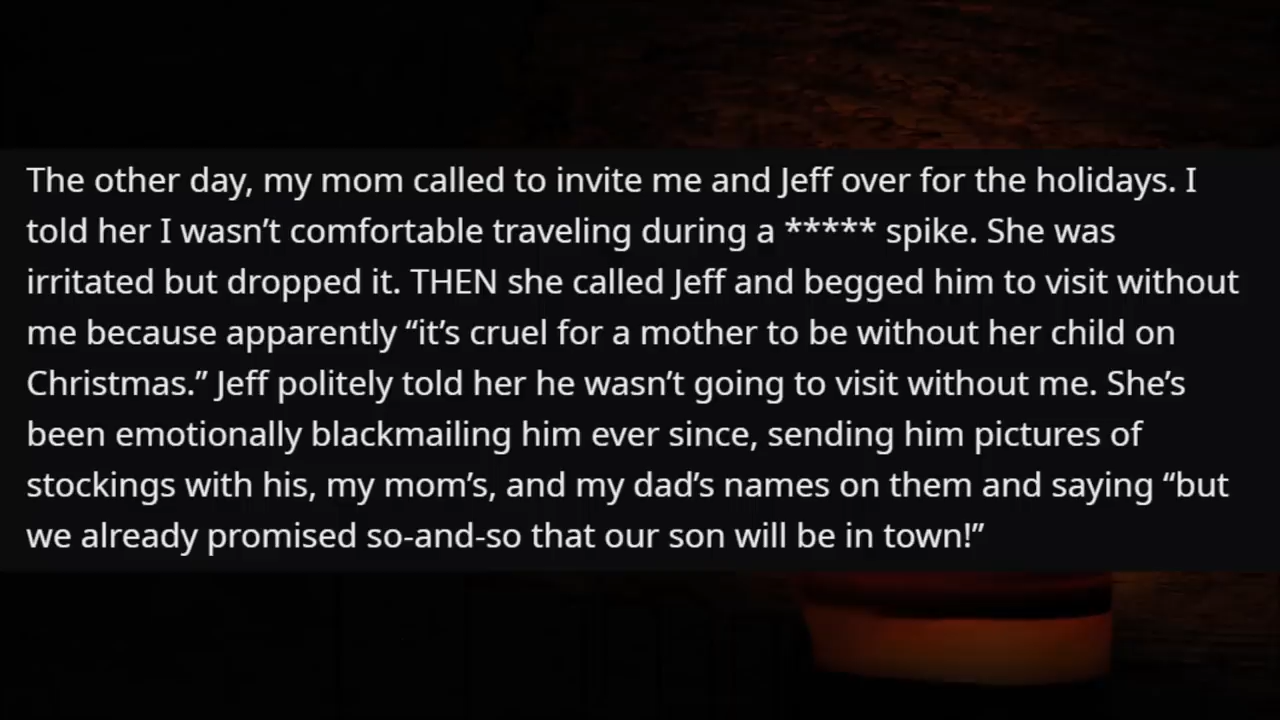 The other day, my mom called to invite me and Jeff over for the holidays. I
told her I wasn’t comfortable traveling during a ***** spike. She was
irritated but dropped it. THEN she called Jeff and begged him to visit without
me because apparently “it’s cruel for a mother to be without her child on
Christmas.” Jeff politely told her he wasn’t going to visit without me. She’s
been emotionally blackmailing him ever since, sending him pictures of
stockings with his, my mom’s, and my dad’s names on them and saying “but
we already promised so-and-so that our son will be in town!”